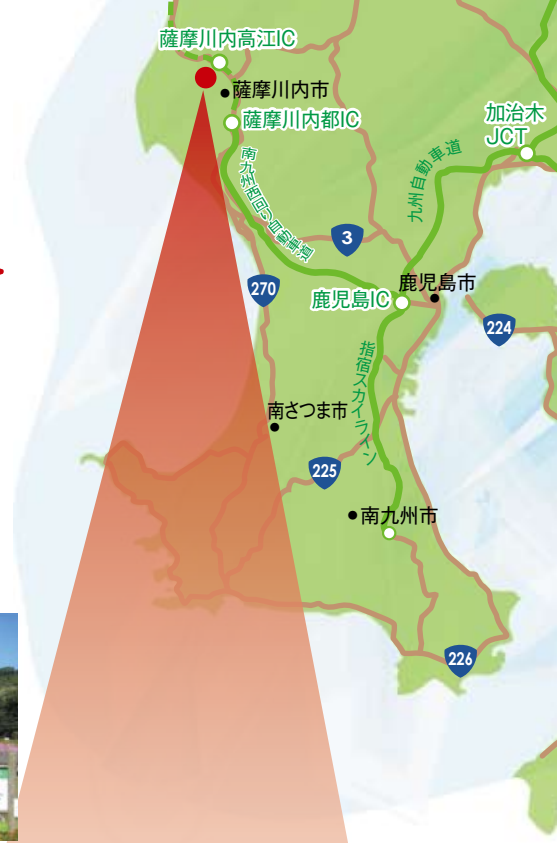 薩摩川内高江IC
薩摩川内市
薩摩川内都IC
加治木
JCT
南九州西回り自動車道
九州自動車道
3
270
鹿児島市
鹿児島IC
224
指宿スカイライン
南さつま市
225
南九州市
226